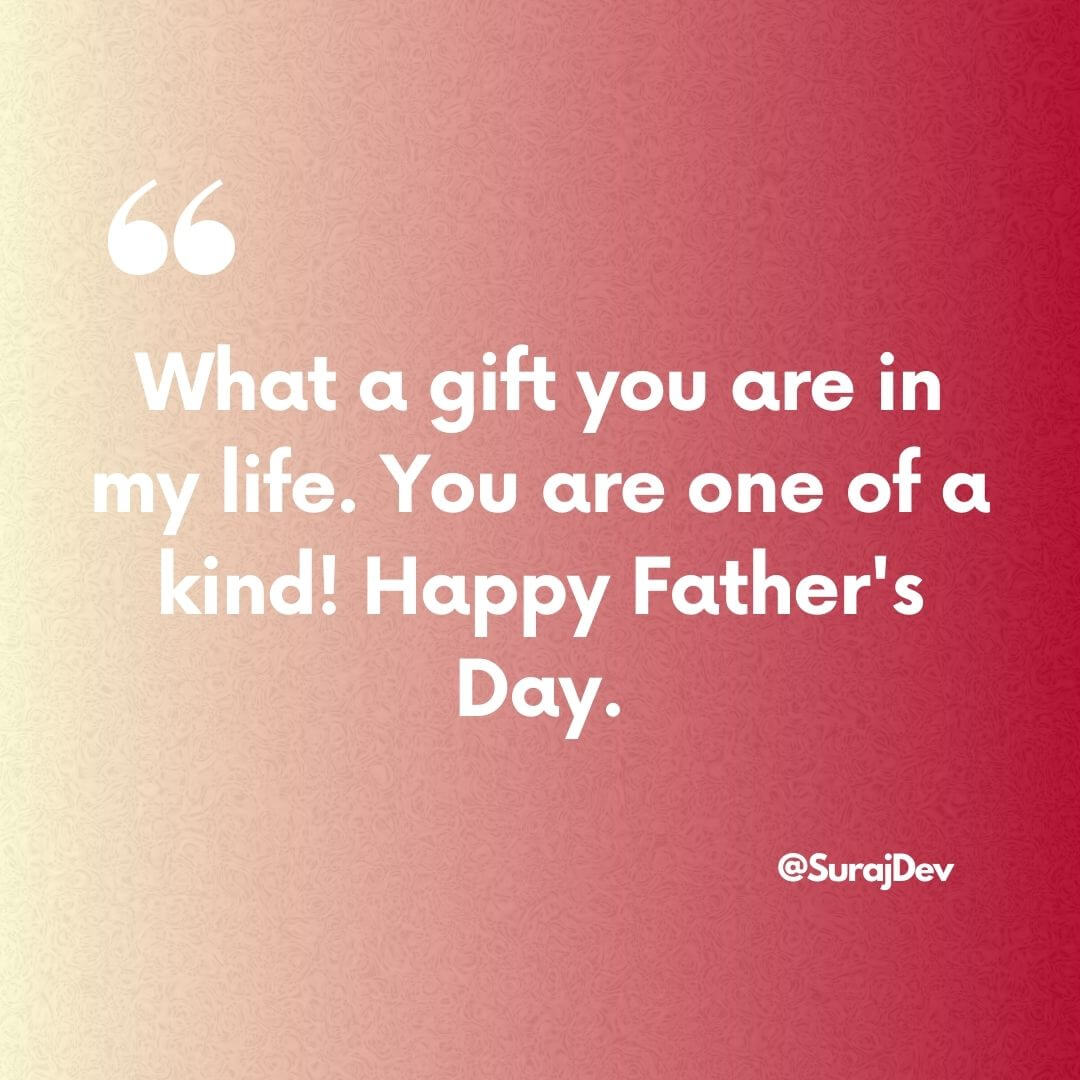 “
What a gift you are in
my life. You are one of a
kind! Happy Father's
Day.
@SurajDev